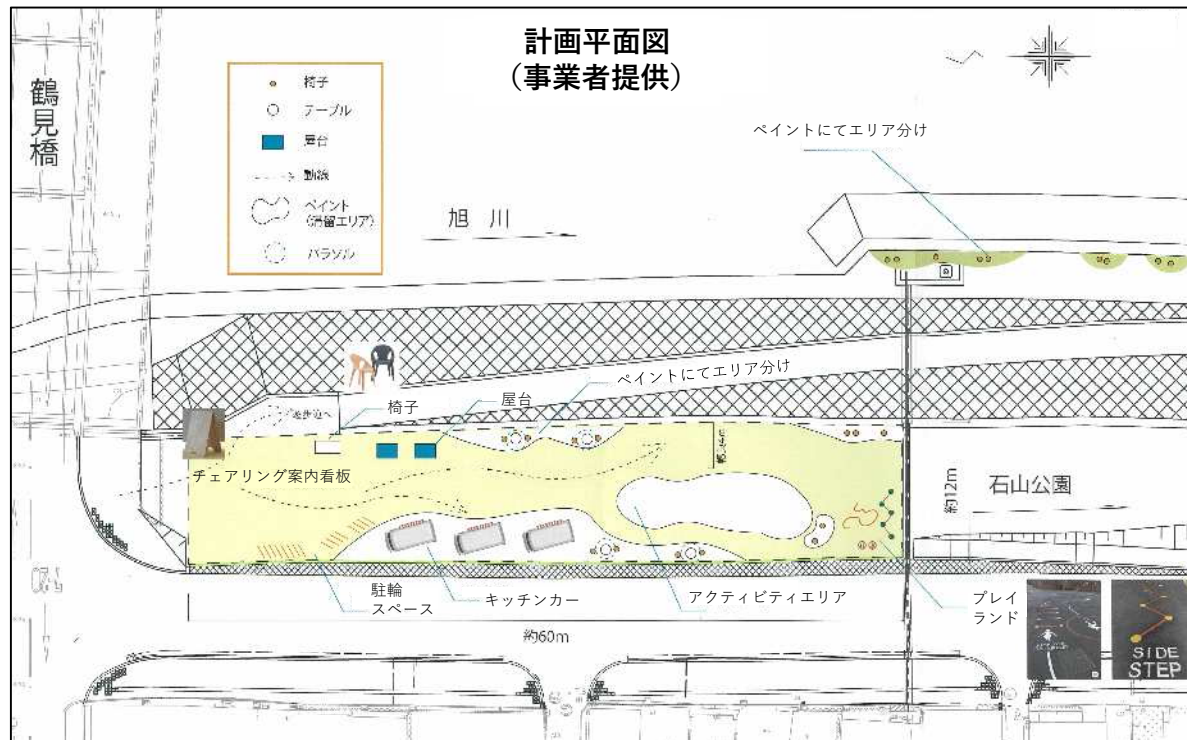 計画平面図
（事業者提供）
鶴見橋
椅子
テーブル
屋台
動線
ペイント
（滞留エリア）
パラソル
旭川
ペイントにてエリア分け
ペイントにてエリア分け
椅子
屋台
遊歩道へ
チェアリング案内看板
約12m
石山公園
駐輪
スペース
キッチンカー
アクティビティエリア
プレイ
ランド
約60m
SIDE
STEP